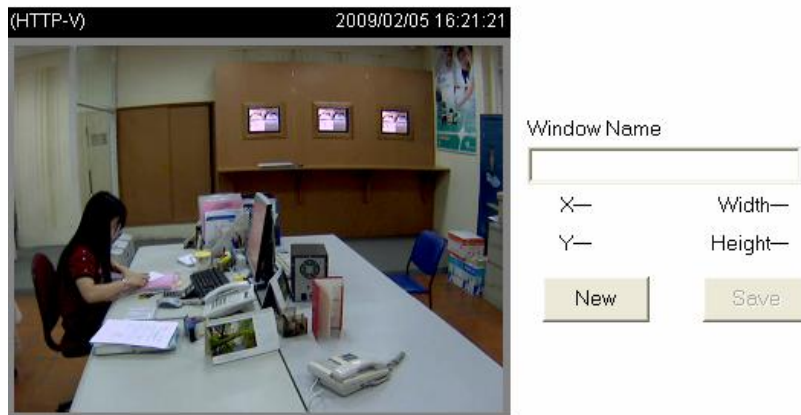 (HTTP-V) 2009/02/05 16:21:21
Window Name
X— Width—
Y— Height—
New Save